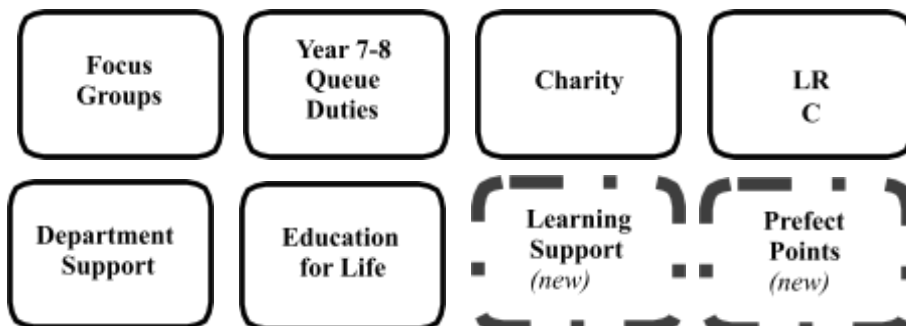 Focus
Groups
Year 7-8
Queue
Duties
Charity
LR
C
Department
Support
Education
for Life
Learning
Support
(new)
Prefect
Points
(new)